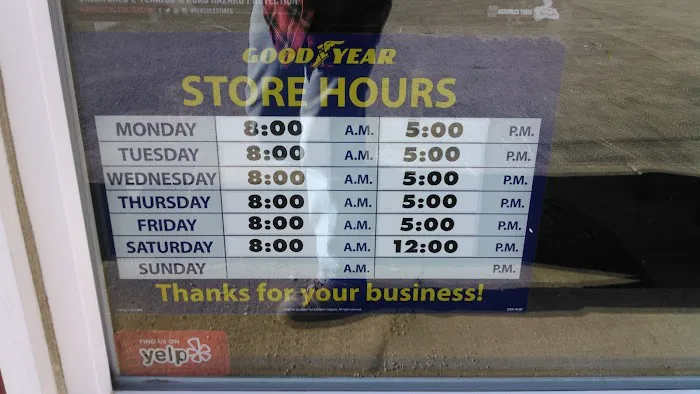 GOOD YEAR
STORE HOURS
MONDAY 8:00 A.M. 5:00 P.M.
TUESDAY 8:00 A.M. 5:00 P.M.
WEDNESDAY 8:00 A.M. 5:00 P.M.
THURSDAY 8:00 A.M. 5:00 P.M.
FRIDAY 8:00 A.M. 5:00 P.M.
SATURDAY 8:00 A.M. 12:00 P.M.
SUNDAY A.M. P.M.
Thanks for your business!
FIND US ON
yelp